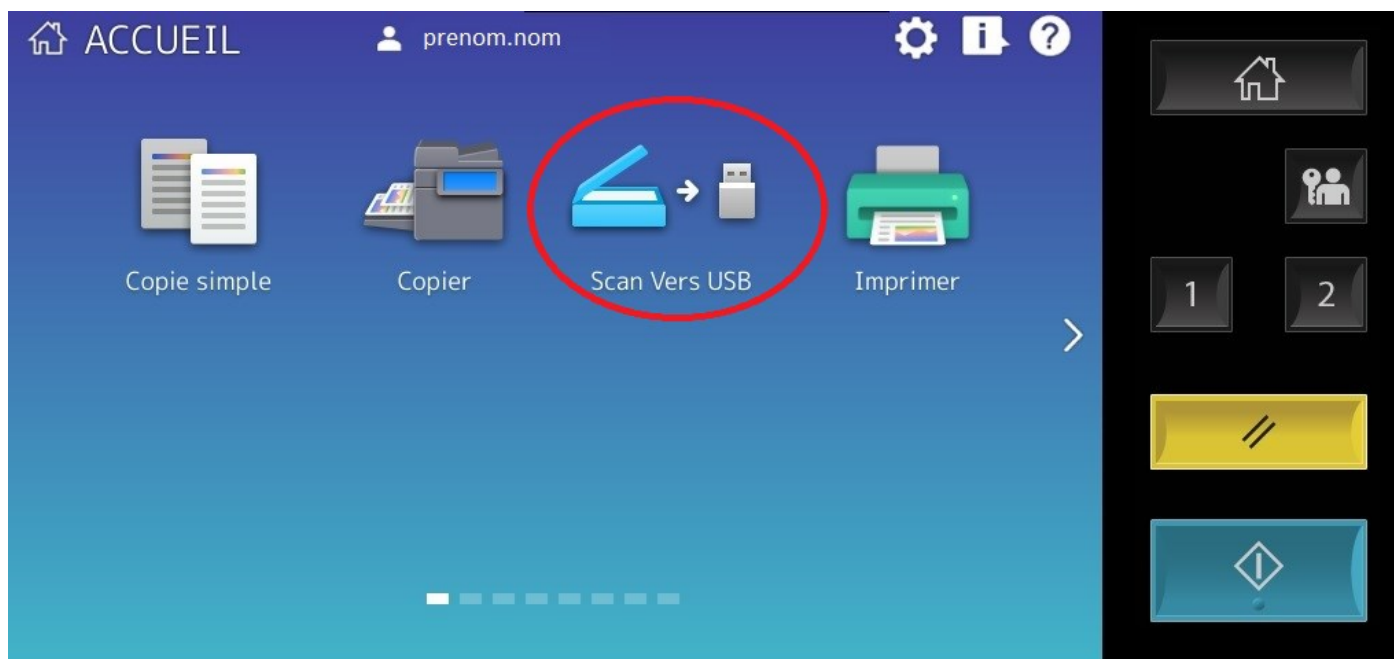 ACCUEIL
prenom.nom
Copie simple
Copier
Scan Vers USB
Imprimer
1
2